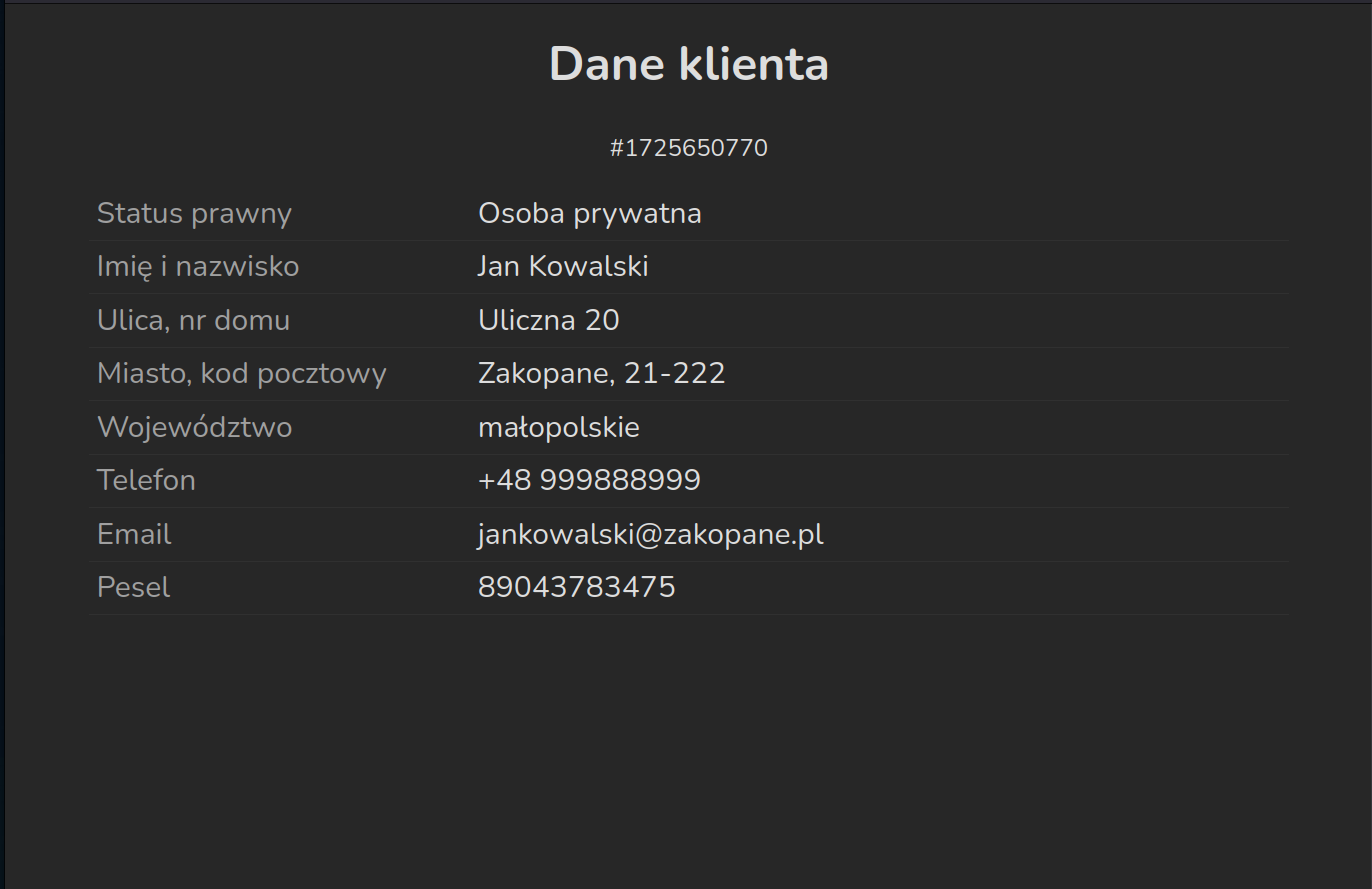 Dane klienta
#1725650770
Status prawny Osoba prywatna
Imię i nazwisko Jan Kowalski
Ulica, nr domu Uliczna 20
Miasto, kod pocztowy Zakopane, 21-222
Województwo małopolskie
Telefon +48 999888999
Email jankowalski@zakopane.pl
Pesel 89043783475